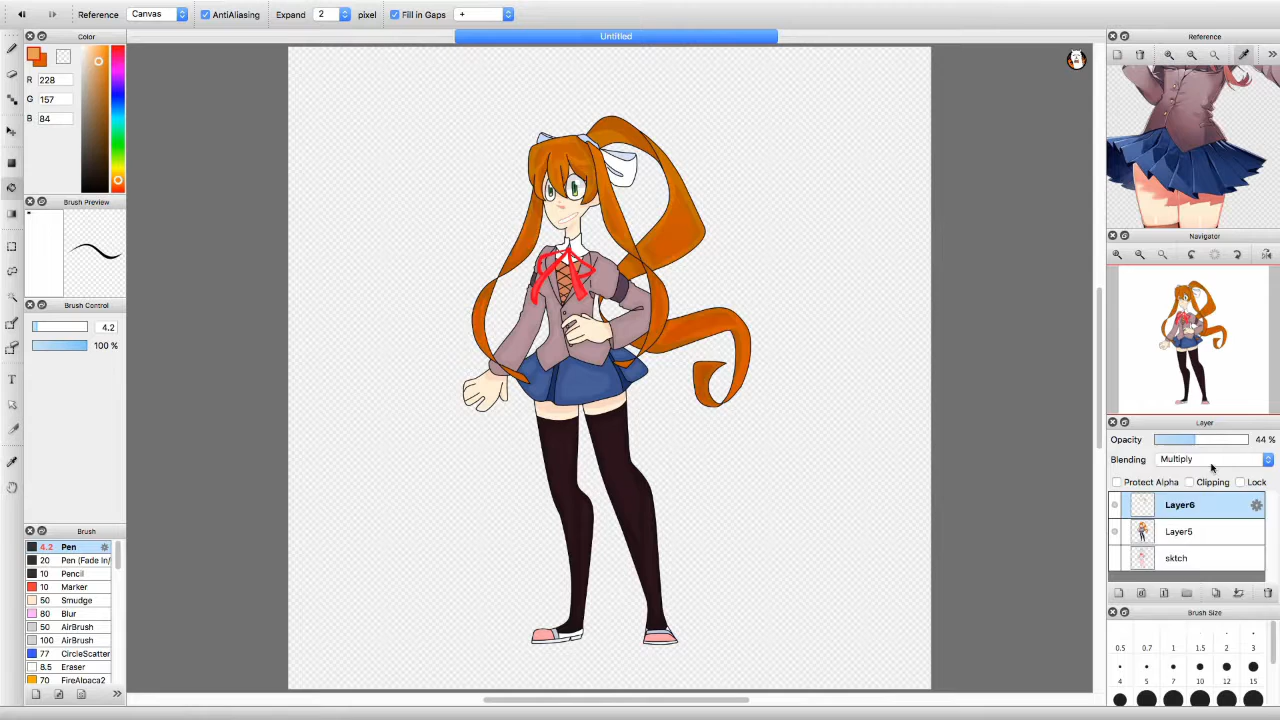 Reference Canvas AntiAliasing Expand 2 pixel Fill in Gaps +
Color
Untitled
Reference
R 228
G 157
B 84
Brush Preview
Navigator
Brush Control
4.2
100 %
Layer
Opacity 44 %
Blending Multiply
Protect Alpha Clipping Lock
Layer6
Layer5
sktch
Brush
4.2 Pen
20 Pen (Fade In/
10 Pencil
10 Marker
50 Smudge
80 Blur
50 AirBrush
100 AirBrush
77 CircleScatter
8.5 Eraser
70 FireAlpaca2
Brush Size
0.5 0.7 1 1.5 2 3
4 5 7 10 12 15